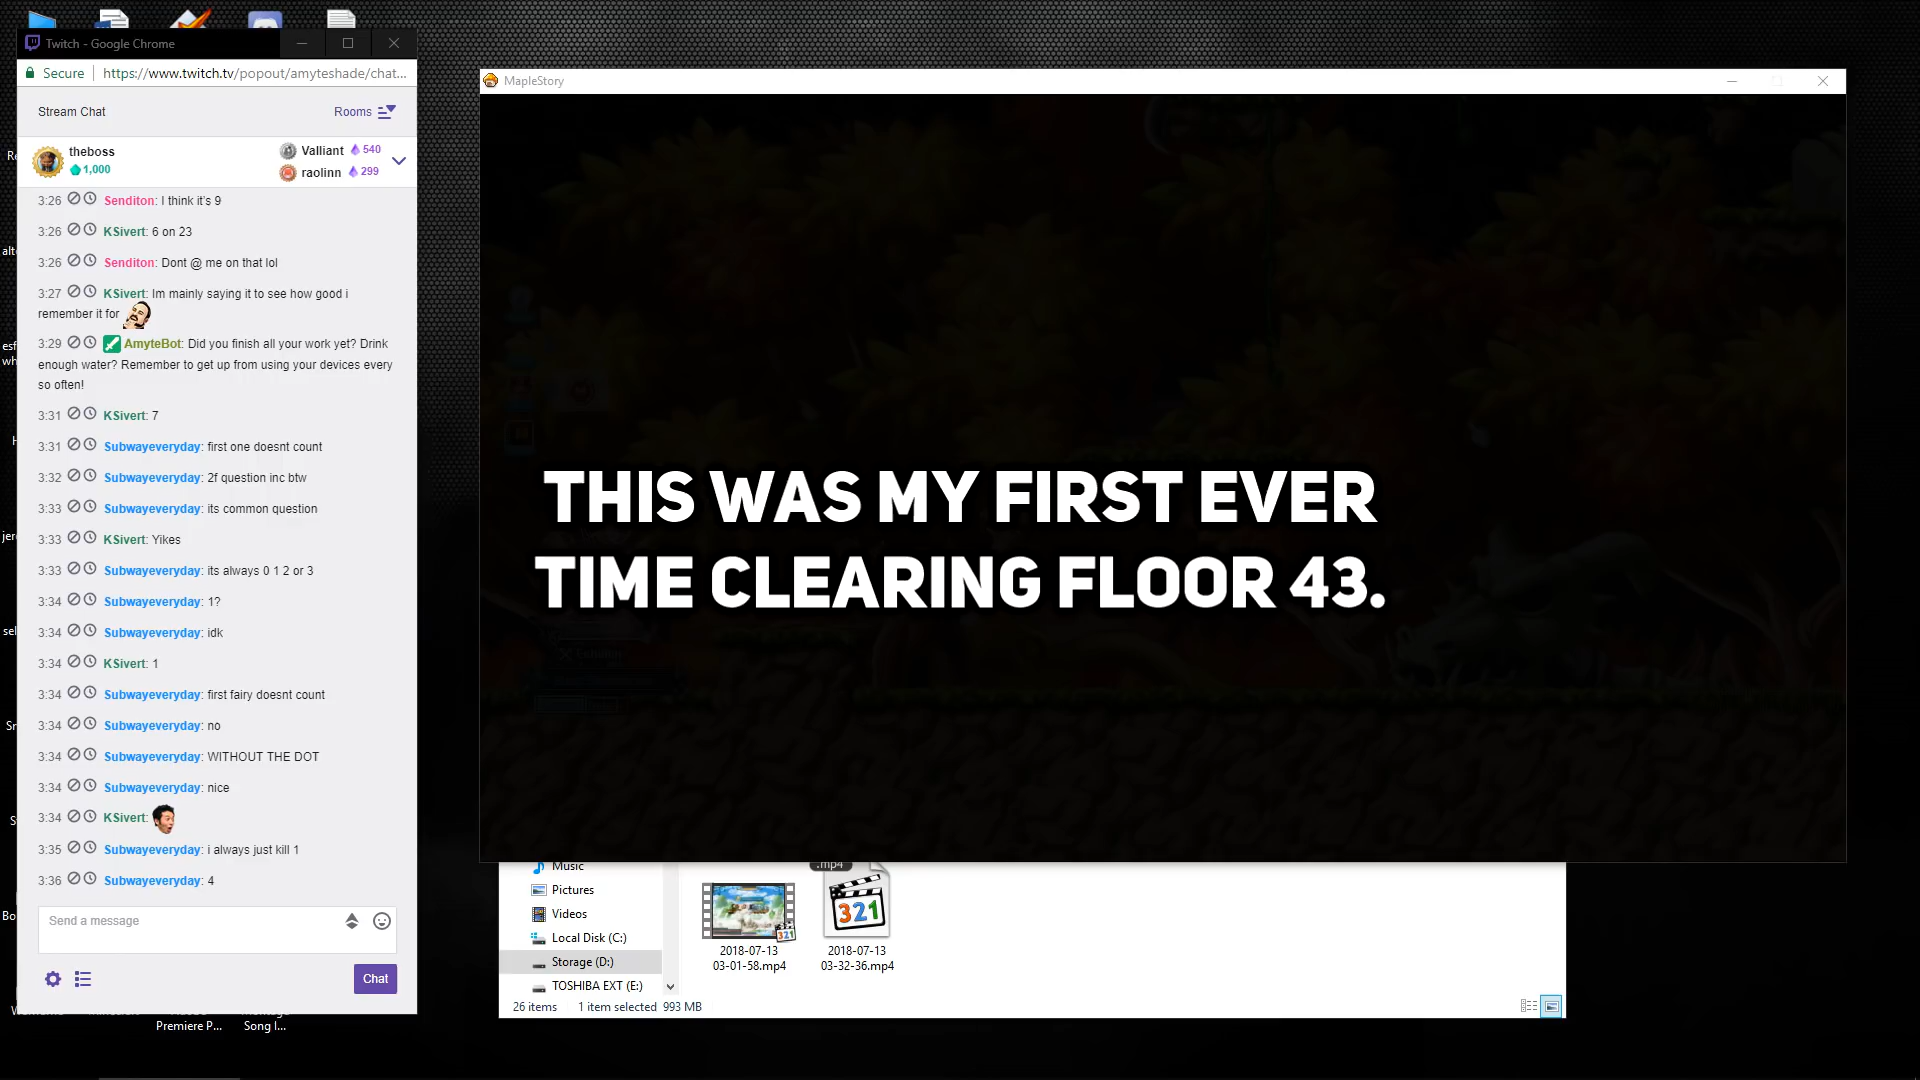 Twitch - Google Chrome
Secure
https://www.twitch.tv/popout/amyteshade/chat...
Stream Chat
Rooms
theboss
1,000
Valliant 540
raolinn 299
3:26 Senditon: I think it's 9
3:26 KSivert: 6 on 23
3:26 Senditon: Dont @ me on that lol
3:27 KSivert: Im mainly saying it to see how good i
remember it for
3:29 AmyteBot: Did you finish all your work yet? Drink
enough water? Remember to get up from using your devices every
so often!
3:31 KSivert: 7
3:31 Subwayeveryday: first one doesnt count
3:32 Subwayeveryday: 2f question inc btw
3:33 Subwayeveryday: its common question
3:33 KSivert: Yikes
3:33 Subwayeveryday: its always 0 1 2 or 3
3:34 Subwayeveryday: 1?
3:34 Subwayeveryday: idk
3:34 KSivert: 1
3:34 Subwayeveryday: first fairy doesnt count
3:34 Subwayeveryday: no
3:34 Subwayeveryday: WITHOUT THE DOT
3:34 Subwayeveryday: nice
3:34 KSivert:
3:35 Subwayeveryday: i always just kill 1
3:36 Subwayeveryday: 4
Send a message
Chat
Premiere P...
Song I...
MapleStory
THIS WAS MY FIRST EVER
TIME CLEARING FLOOR 43.
Music
Pictures
Videos
Local Disk (C:)
Storage (D:)
TOSHIBA EXT (E:)
.mp4
321
2018-07-13
03-01-58.mp4
2018-07-13
03-32-36.mp4
26 items
1 item selected 993 MB